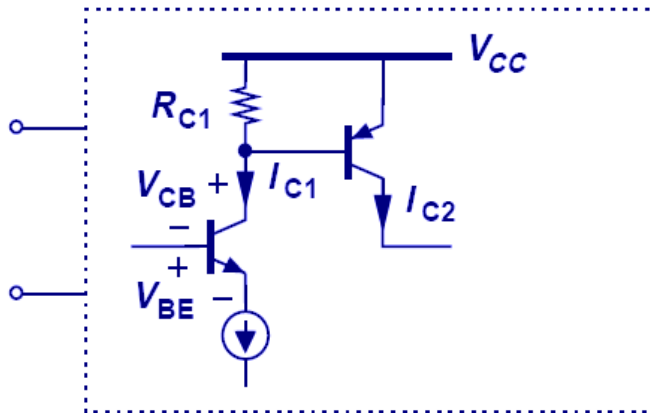 V_CC
R_C1
V_CB + I_C1
−
I_C2
+
V_BE −